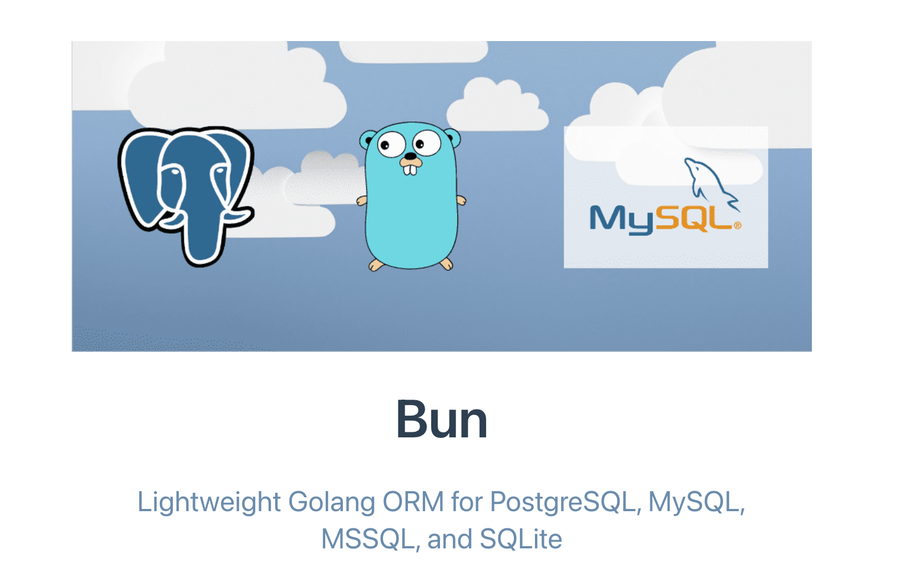 MySQL®
Bun
Lightweight Golang ORM for PostgreSQL, MySQL,
MSSQL, and SQLite